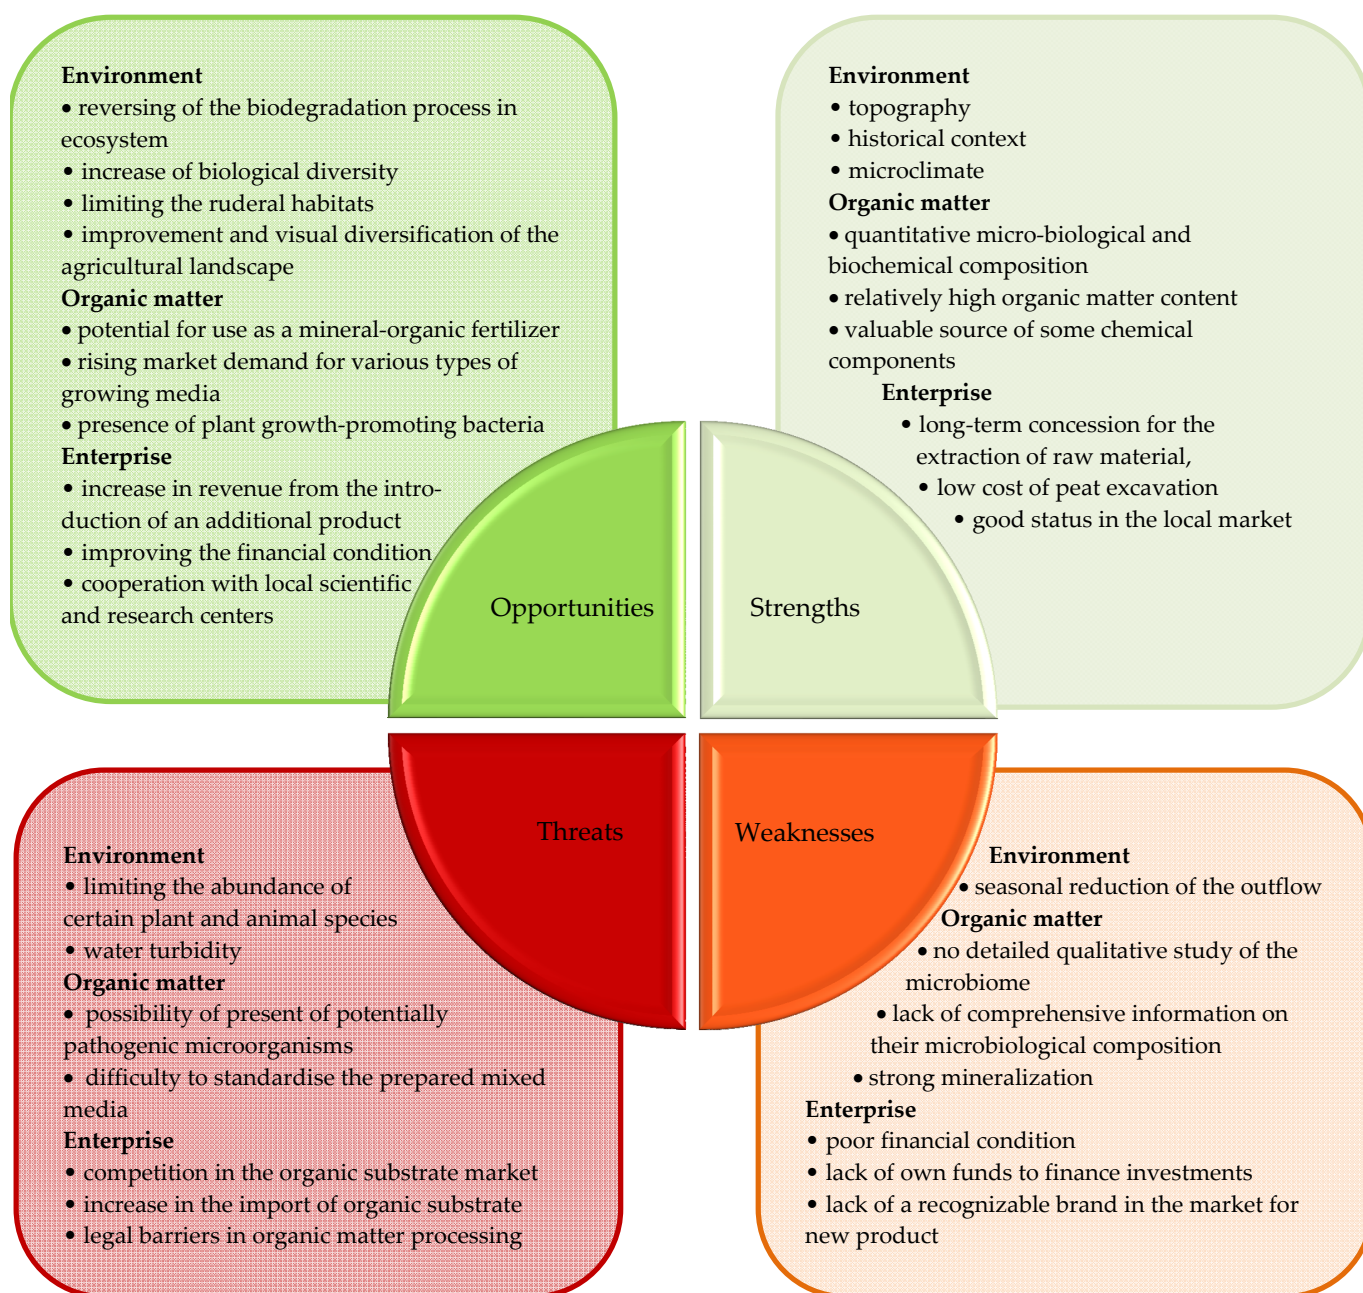 Environment
• reversing of the biodegradation process in
ecosystem
• increase of biological diversity
• limiting the ruderal habitats
• improvement and visual diversification of the
agricultural landscape
Organic matter
• potential for use as a mineral-organic fertilizer
• rising market demand for various types of
growing media
• presence of plant growth-promoting bacteria
Enterprise
• increase in revenue from the intro-
duction of an additional product
• improving the financial condition
• cooperation with local scientific
and research centers
Opportunities
Environment
• topography
• historical context
• microclimate
Organic matter
• quantitative micro-biological and
biochemical composition
• relatively high organic matter content
• valuable source of some chemical
components
Enterprise
• long-term concession for the
extraction of raw material,
• low cost of peat excavation
• good status in the local market
Strengths
Threats
Environment
• limiting the abundance of
certain plant and animal species
• water turbidity
Organic matter
• possibility of present of potentially
pathogenic microorganisms
• difficulty to standardise the prepared mixed
media
Enterprise
• competition in the organic substrate market
• increase in the import of organic substrate
• legal barriers in organic matter processing
Weaknesses
Environment
• seasonal reduction of the outflow
Organic matter
• no detailed qualitative study of the
microbiome
• lack of comprehensive information on
their microbiological composition
• strong mineralization
Enterprise
• poor financial condition
• lack of own funds to finance investments
• lack of a recognizable brand in the market for
new product